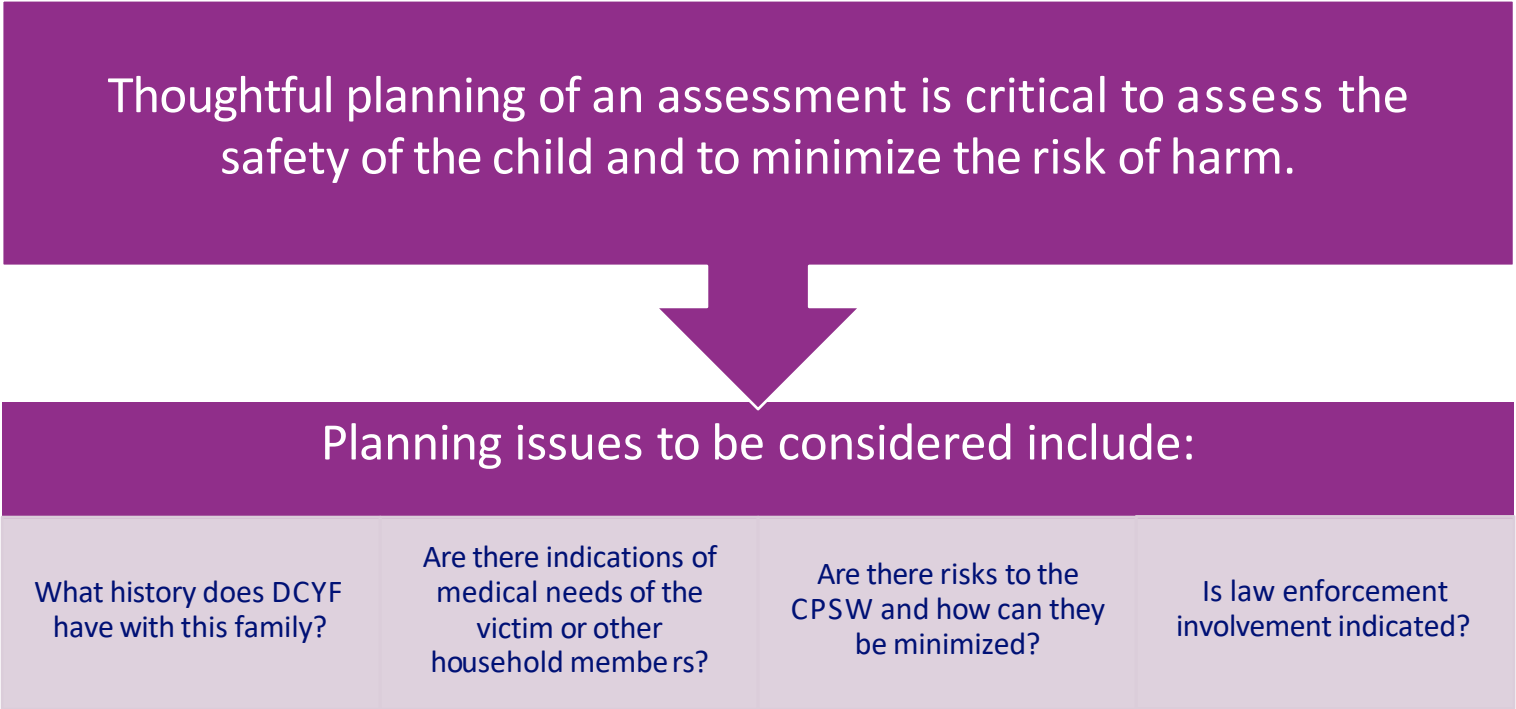 Thoughtful planning of an assessment is critical to assess the
safety of the child and to minimize the risk of harm.
Planning issues to be considered include:
What history does DCYF
have with this family?
Are there indications of
medical needs of the
victim or other
household members?
Are there risks to the
CPSW and how can they
be minimized?
Is law enforcement
involvement indicated?